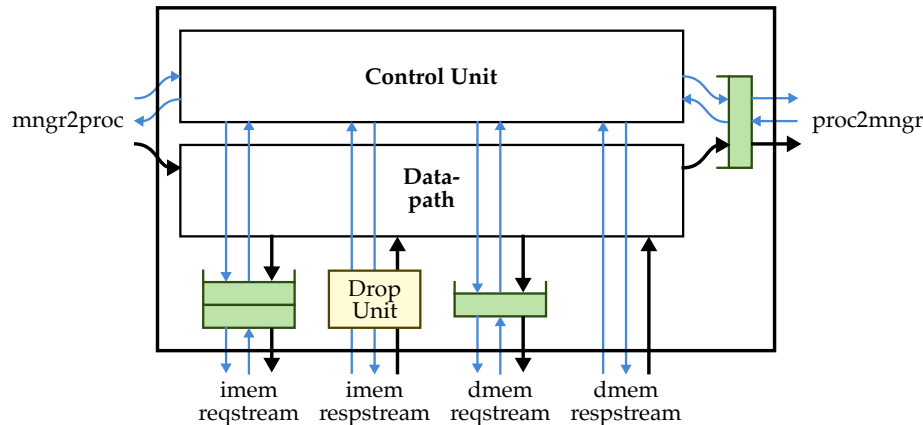 Control Unit
mngr2proc
proc2mngr
Data-
path
Drop
Unit
imem
reqstream
imem
respstream
dmem
reqstream
dmem
respstream